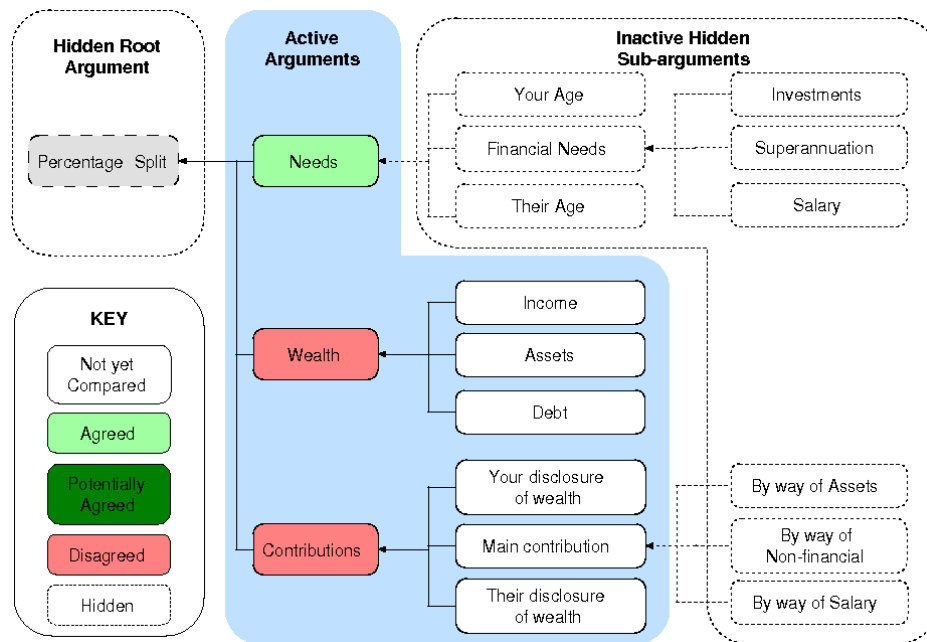 Hidden Root
Argument
Percentage Split
Active
Arguments
Needs
Wealth
Contributions
Inactive Hidden
Sub-arguments
Your Age
Financial Needs
Their Age
Investments
Superannuation
Salary
Income
Assets
Debt
Your disclosure
of wealth
Main contribution
Their disclosure
of wealth
By way of Assets
By way of
Non-financial
By way of Salary
KEY
Not yet
Compared
Agreed
Potentially
Agreed
Disagreed
Hidden